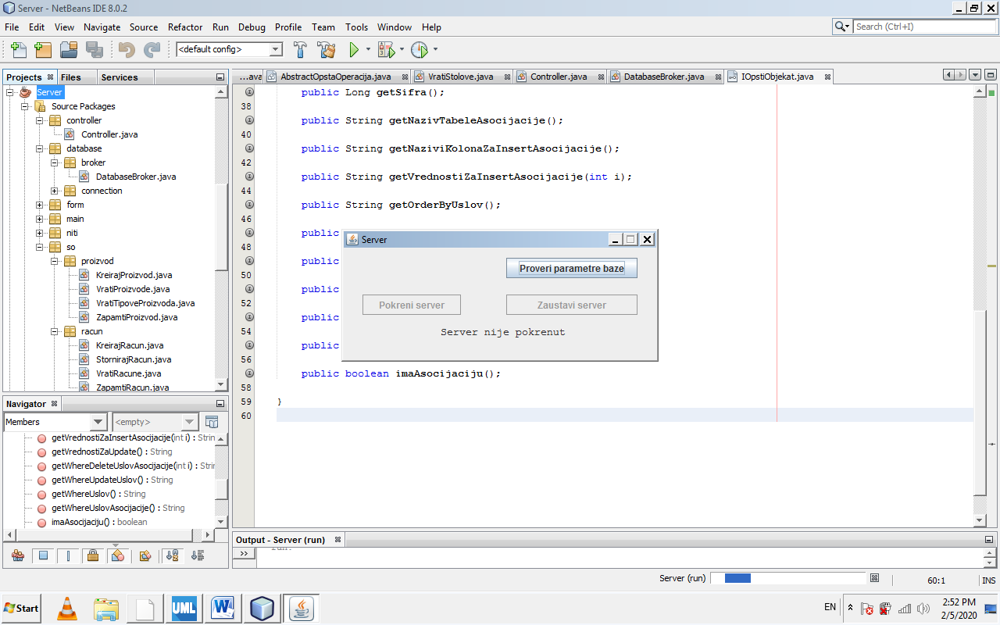 Server - NetBeans IDE 8.0.2
File Edit View Navigate Source Refactor Run Debug Profile Team Tools Window Help
Search (Ctrl+I)
<default config>
Projects Files Services
Server
Source Packages
controller
Controller.java
database
broker
DatabaseBroker.java
connection
form
main
niti
so
proizvod
KreirajProizvod.java
VratiProizvode.java
VratiTipoveProizvoda.java
ZapamtiProizvod.java
racun
KreirajRacun.java
StornirajRacun.java
VratiRacune.java
ZapamtiRacun.java
Navigator
Members
<empty>
getVrednostiZaInsertAsocijacije(int i) : Strin
getVrednostiZaUpdate() : String
getWhereDeleteUslovAsocijacije(int i) : Strir
getWhereUpdateUslov() : String
getWhereUslov() : String
getWhereUslovAsocijacije() : String
imaAsocijaciju() : boolean
...ava AbstractOpstaOperacija.java VratiStolove.java Controller.java DatabaseBroker.java IOpstiObjekat.java
public Long getSifra();
38
public String getNazivTabeleAsocijacije();
40
public String getNaziviKolonaZaInsertAsocijacije();
42
public String getVrednostiZaInsertAsocijacije(int i);
44
public String getOrderByUslov();
46
public
48
public
50
public
52
public
54
public
56
public boolean imaAsocijaciju();
58
59 }
60
Server
Proveri parametre baze
Pokreni server Zaustavi server
Server nije pokrenut
Output - Server (run)
>> run:
Server (run) 60:1 INS
Start UML W EN 2:52 PM
2/5/2020